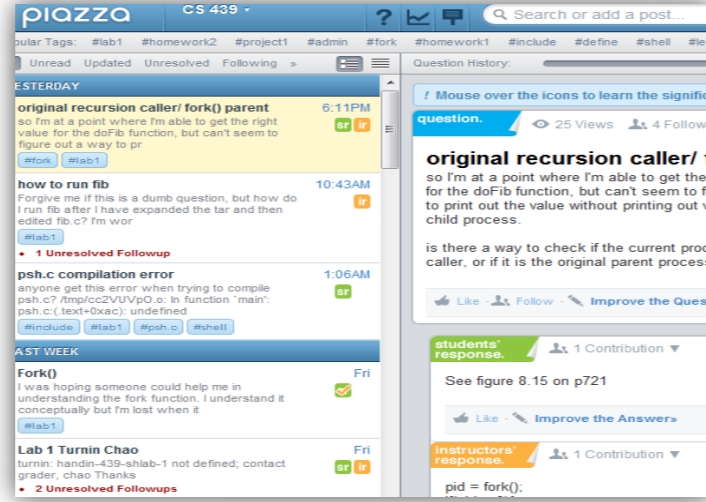 piazza
CS 439
?
Search or add a post...
ular Tags: #lab1 #homework2 #project1 #admin #fork #homework1 #include #define #shell #le
Unread Updated Unresolved Following »
Question History:
ESTERDAY
original recursion caller/ fork() parent 6:11PM
so I'm at a point where I'm able to get the right
value for the doFib function, but can't seem to
figure out a way to pr
sr ir
#fork #lab1
how to run fib 10:43AM
Forgive me if this is a dumb question, but how do
I run fib after I have expanded the tar and then
edited fib.c? I'm wor
ir
#lab1
• 1 Unresolved Followup
psh.c compilation error 1:06AM
anyone get this error when trying to compile
psh.c? /tmp/cc2VUVpO.o: In function `main':
psh.c:(.text+0xac): undefined
sr
#include #lab1 #psh.c #shell
AST WEEK
Fork() Fri
I was hoping someone could help me in
understanding the fork function. I understand it
conceptually but I'm lost when it
#lab1
Lab 1 Turnin Chao Fri
turnin: handin-439-shlab-1 not defined; contact
grader, chao Thanks
sr ir
• 2 Unresolved Followups
! Mouse over the icons to learn the signific
question. 25 Views 4 Follow
original recursion caller/
so I'm at a point where I'm able to get the
for the doFib function, but can't seem to f
to print out the value without printing out v
child process.
is there a way to check if the current proc
caller, or if it is the original parent proces
Like · Follow · Improve the Ques
students' response. 1 Contribution ▼
See figure 8.15 on p721
Like · Improve the Answer»
instructors' response. 1 Contribution ▼
pid = fork();